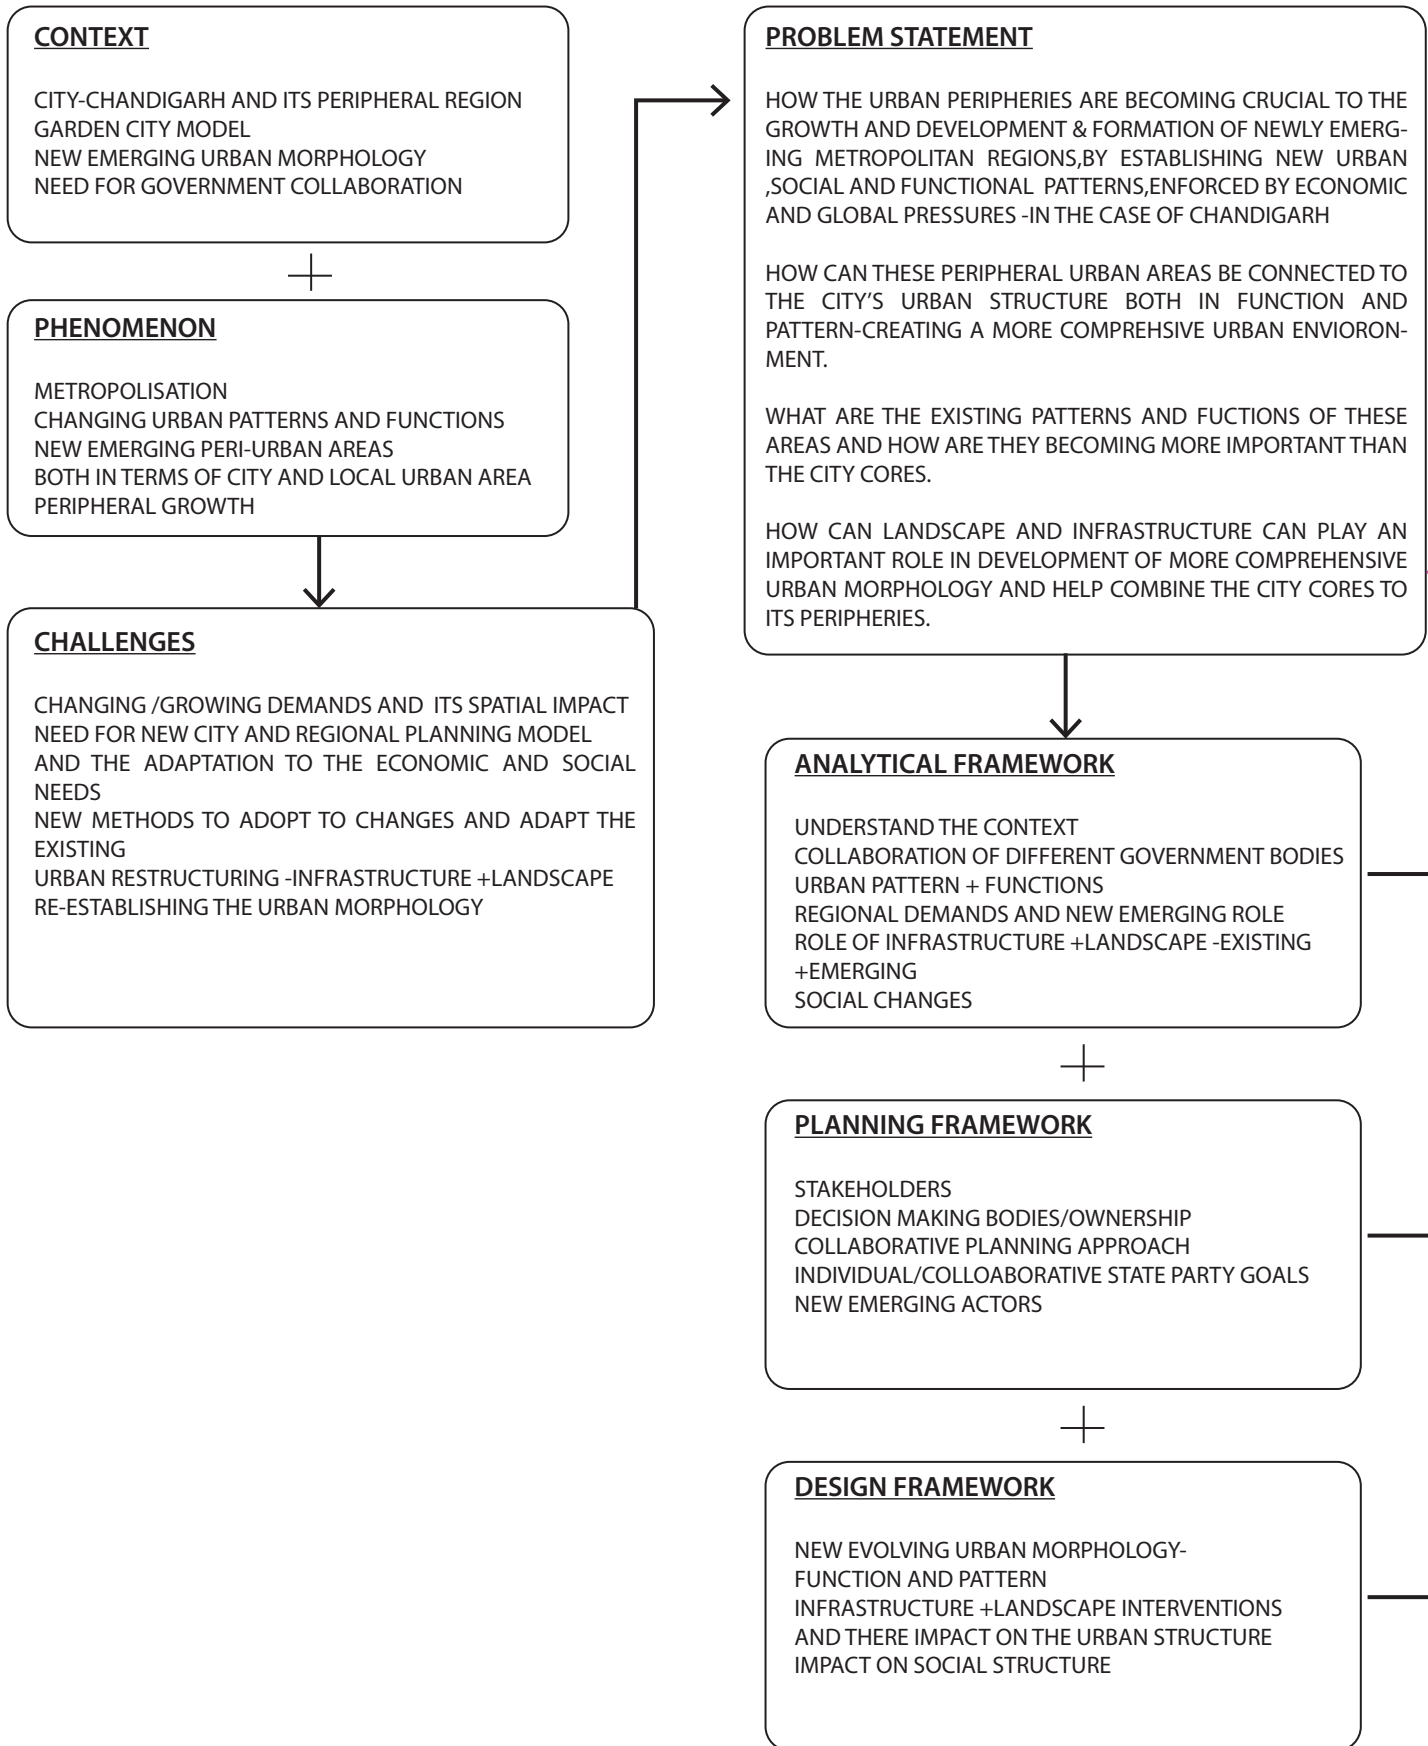 CONTEXT
CITY-CHANDIGARH AND ITS PERIPHERAL REGION
GARDEN CITY MODEL
NEW EMERGING URBAN MORPHOLOGY
NEED FOR GOVERNMENT COLLABORATION
PHENOMENON
METROPOLISATION
CHANGING URBAN PATTERNS AND FUNCTIONS
NEW EMERGING PERI-URBAN AREAS
BOTH IN TERMS OF CITY AND LOCAL URBAN AREA
PERIPHERAL GROWTH
CHALLENGES
CHANGING /GROWING DEMANDS AND ITS SPATIAL IMPACT
NEED FOR NEW CITY AND REGIONAL PLANNING MODEL
AND THE ADAPTATION TO THE ECONOMIC AND SOCIAL
NEEDS
NEW METHODS TO ADOPT TO CHANGES AND ADAPT THE
EXISTING
URBAN RESTRUCTURING -INFRASTRUCTURE +LANDSCAPE
RE-ESTABLISHING THE URBAN MORPHOLOGY
PROBLEM STATEMENT
HOW THE URBAN PERIPHERIES ARE BECOMING CRUCIAL TO THE
GROWTH AND DEVELOPMENT & FORMATION OF NEWLY EMERG-
ING METROPOLITAN REGIONS,BY ESTABLISHING NEW URBAN
,SOCIAL AND FUNCTIONAL PATTERNS,ENFORCED BY ECONOMIC
AND GLOBAL PRESSURES -IN THE CASE OF CHANDIGARH
HOW CAN THESE PERIPHERAL URBAN AREAS BE CONNECTED TO
THE CITY'S URBAN STRUCTURE BOTH IN FUNCTION AND
PATTERN-CREATING A MORE COMPREHSIVE URBAN ENVIORON-
MENT.
WHAT ARE THE EXISTING PATTERNS AND FUCTIONS OF THESE
AREAS AND HOW ARE THEY BECOMING MORE IMPORTANT THAN
THE CITY CORES.
HOW CAN LANDSCAPE AND INFRASTRUCTURE CAN PLAY AN
IMPORTANT ROLE IN DEVELOPMENT OF MORE COMPREHENSIVE
URBAN MORPHOLOGY AND HELP COMBINE THE CITY CORES TO
ITS PERIPHERIES.
ANALYTICAL FRAMEWORK
UNDERSTAND THE CONTEXT
COLLABORATION OF DIFFERENT GOVERNMENT BODIES
URBAN PATTERN + FUNCTIONS
REGIONAL DEMANDS AND NEW EMERGING ROLE
ROLE OF INFRASTRUCTURE +LANDSCAPE -EXISTING
+EMERGING
SOCIAL CHANGES
PLANNING FRAMEWORK
STAKEHOLDERS
DECISION MAKING BODIES/OWNERSHIP
COLLABORATIVE PLANNING APPROACH
INDIVIDUAL/COLLOABORATIVE STATE PARTY GOALS
NEW EMERGING ACTORS
DESIGN FRAMEWORK
NEW EVOLVING URBAN MORPHOLOGY-
FUNCTION AND PATTERN
INFRASTRUCTURE +LANDSCAPE INTERVENTIONS
AND THERE IMPACT ON THE URBAN STRUCTURE
IMPACT ON SOCIAL STRUCTURE